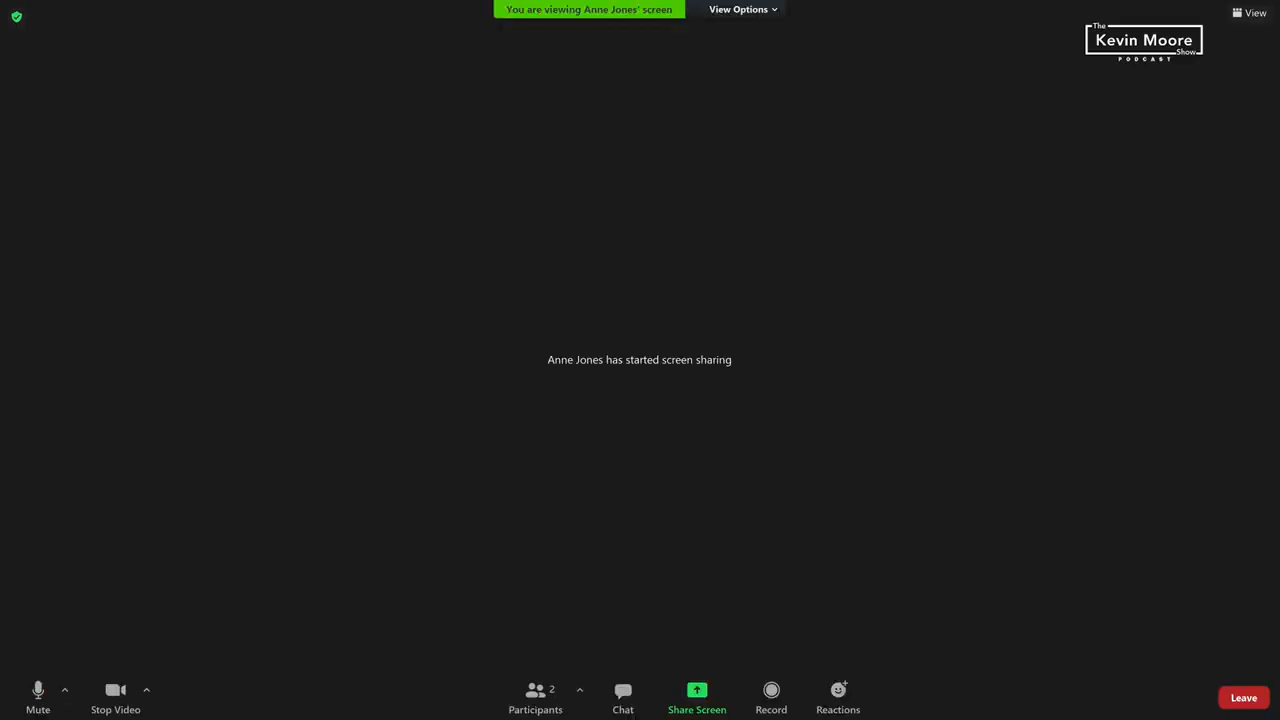 You are viewing Anne Jones' screen
View Options
View
The
Kevin Moore
Show
PODCAST
Anne Jones has started screen sharing
2
Mute
Stop Video
Participants
Chat
Share Screen
Record
Reactions
Leave